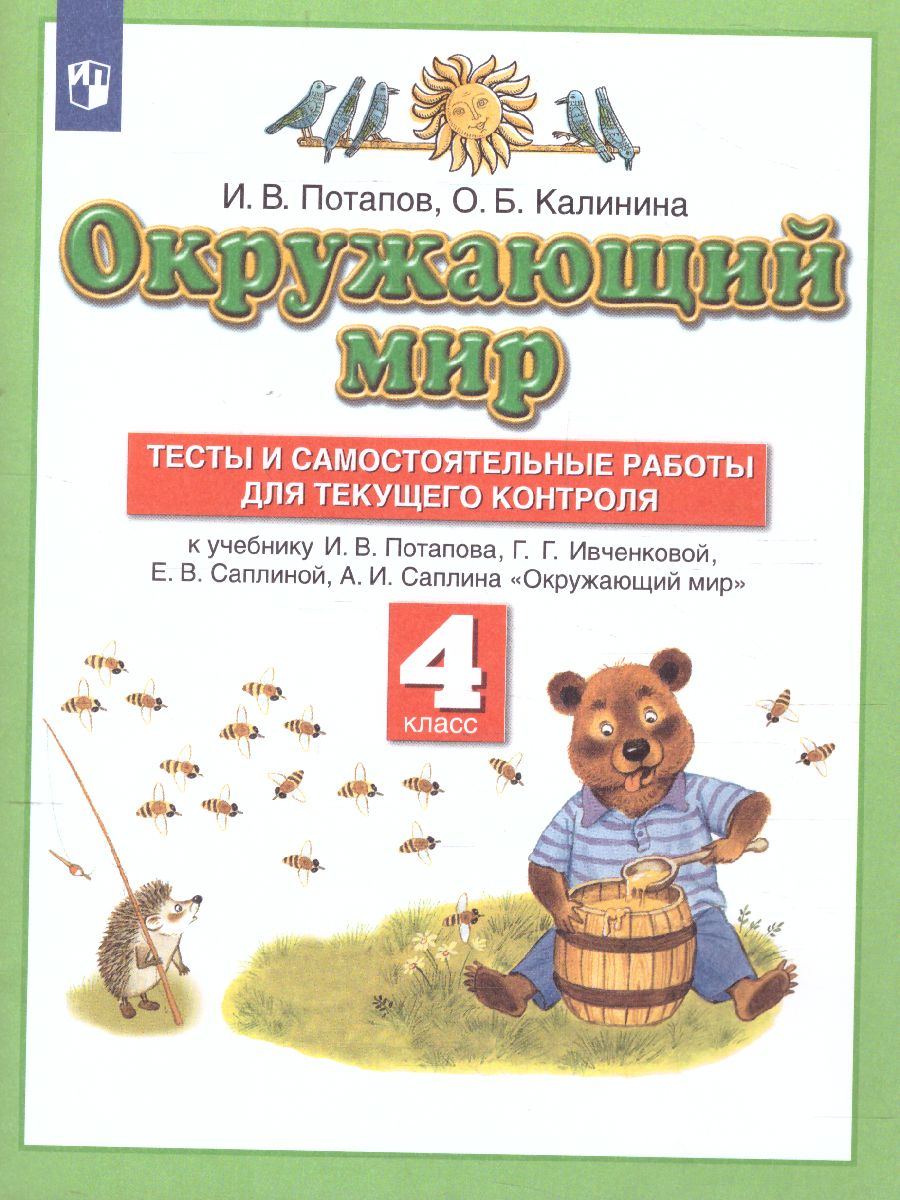 ИП
И. В. Потапов, О. Б. Калинина
Окружающий
мир
ТЕСТЫ И САМОСТОЯТЕЛЬНЫЕ РАБОТЫ
ДЛЯ ТЕКУЩЕГО КОНТРОЛЯ
к учебнику И. В. Потапова, Г. Г. Ивченковой,
Е. В. Саплиной, А. И. Саплина «Окружающий мир»
4
класс